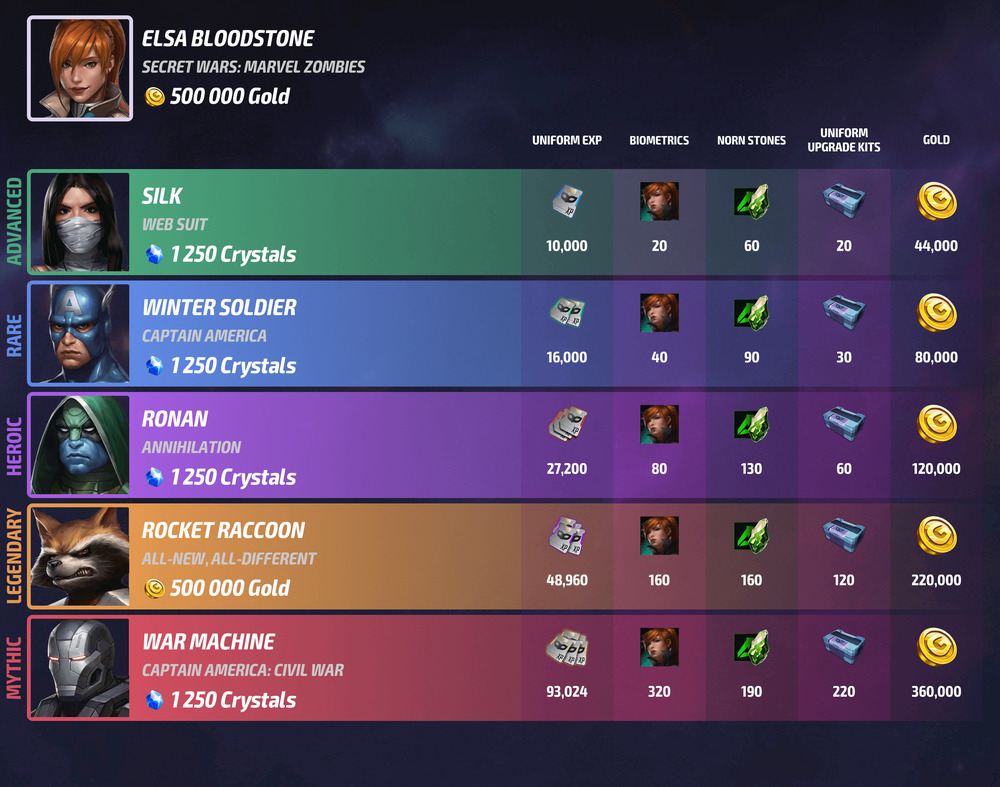 ELSA BLOODSTONE
SECRET WARS: MARVEL ZOMBIES
500 000 Gold
UNIFORM EXP BIOMETRICS NORN STONES UNIFORM UPGRADE KITS GOLD
ADVANCED
SILK
WEB SUIT
1 250 Crystals
10,000 20 60 20 44,000
RARE
WINTER SOLDIER
CAPTAIN AMERICA
1 250 Crystals
16,000 40 90 30 80,000
HEROIC
RONAN
ANNIHILATION
1 250 Crystals
27,200 80 130 60 120,000
LEGENDARY
ROCKET RACCOON
ALL-NEW, ALL-DIFFERENT
500 000 Gold
48,960 160 160 120 220,000
MYTHIC
WAR MACHINE
CAPTAIN AMERICA: CIVIL WAR
1 250 Crystals
93,024 320 190 220 360,000